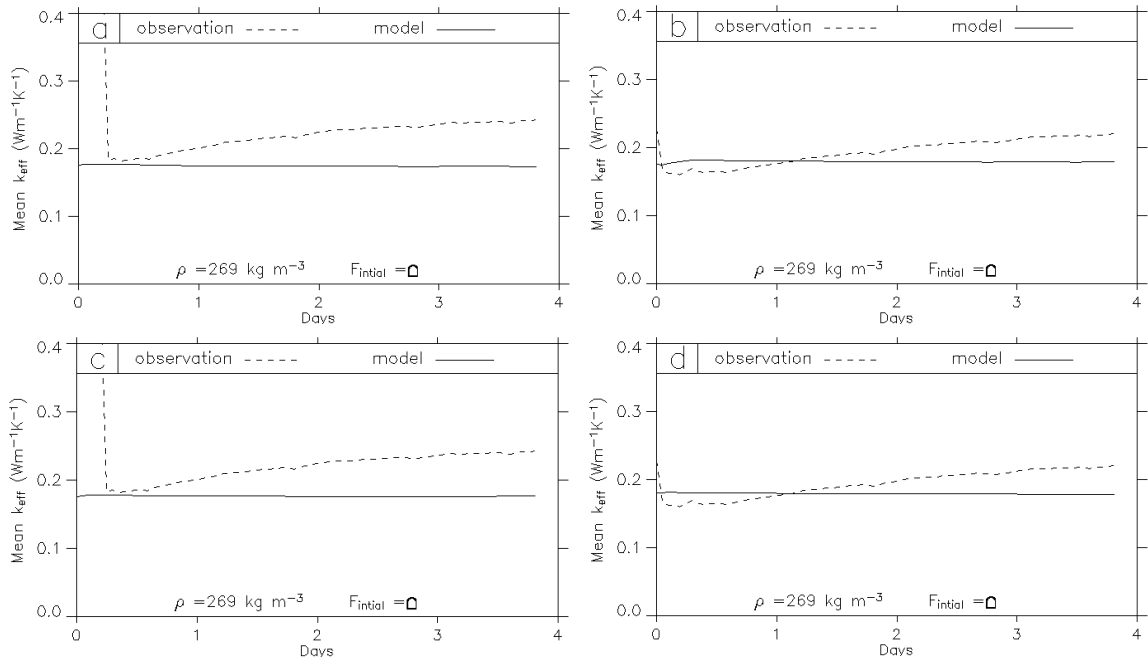 a observation model
0.4
0.3
0.2
0.1
0.0
Mean k_eff (Wm⁻¹K⁻¹)
ρ =269 kg m⁻³ F_intial =
0 1 2 3 4
Days
b observation model
0.4
0.3
0.2
0.1
0.0
Mean k_eff (Wm⁻¹K⁻¹)
ρ =269 kg m⁻³ F_intial =
0 1 2 3 4
Days
c observation model
0.4
0.3
0.2
0.1
0.0
Mean k_eff (Wm⁻¹K⁻¹)
ρ =269 kg m⁻³ F_intial =
0 1 2 3 4
Days
d observation model
0.4
0.3
0.2
0.1
0.0
Mean k_eff (Wm⁻¹K⁻¹)
ρ =269 kg m⁻³ F_intial =
0 1 2 3 4
Days